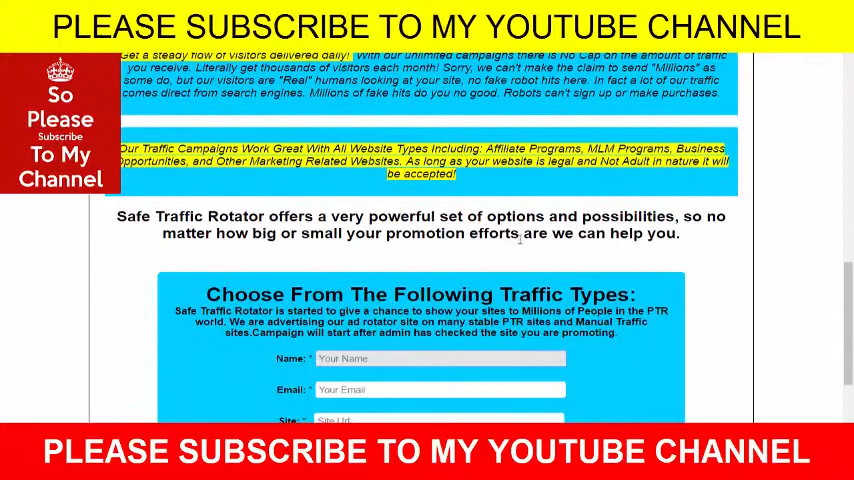 PLEASE SUBSCRIBE TO MY YOUTUBE CHANNEL
So
Please
Subscribe
To My
Channel
Get a steady flow of visitors delivered daily! With our unlimited campaigns there is No Cap on the amount of traffic
you receive. Literally get thousands of visitors each month! Sorry, we can't make the claim to send "Millions" as
some do, but our visitors are "Real" humans looking at your site, no fake robot hits here. In fact a lot of our traffic
comes direct from search engines. Millions of fake hits do you no good. Robots can't sign up or make purchases.
Our Traffic Campaigns Work Great With All Website Types Including: Affiliate Programs, MLM Programs, Business
Opportunities, and Other Marketing Related Websites. As long as your website is legal and Not Adult in nature it will
be accepted!
Safe Traffic Rotator offers a very powerful set of options and possibilities, so no
matter how big or small your promotion efforts are we can help you.
Choose From The Following Traffic Types:
Safe Traffic Rotator is started to give a chance to show your sites to Millions of People in the PTR
world. We are advertising our ad rotator site on many stable PTR sites and Manual Traffic
sites.Campaign will start after admin has checked the site you are promoting.
Name: * Your Name
Email: * Your Email
Site: * Site Url
PLEASE SUBSCRIBE TO MY YOUTUBE CHANNEL